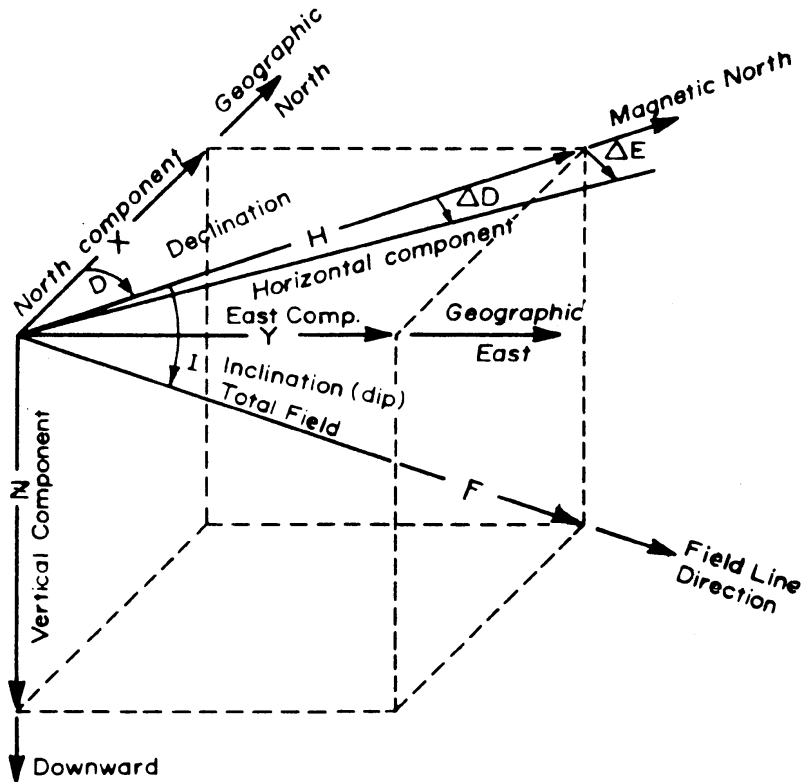 Geographic
North
Magnetic North
ΔE
North component
X
Declination
ΔD
D
H
Horizontal component
East Comp.
Y
Geographic
East
I
Inclination (dip)
Total Field
Z
Vertical Component
F
Field Line
Direction
Downward